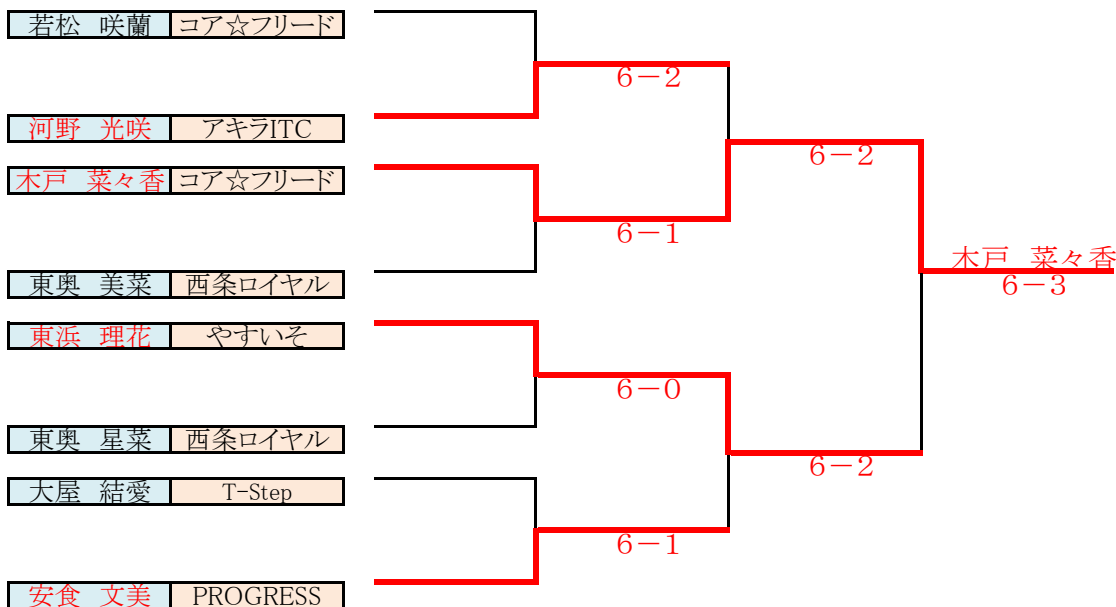 若松 咲蘭 コア☆フリード
6－2
河野 光咲 アキラITC
6－2
木戸 菜々香 コア☆フリード
6－1
木戸 菜々香
6－3
東奥 美菜 西条ロイヤル
東浜 理花 やすいそ
6－0
東奥 星菜 西条ロイヤル
6－2
大屋 結愛 T-Step
6－1
安食 文美 PROGRESS